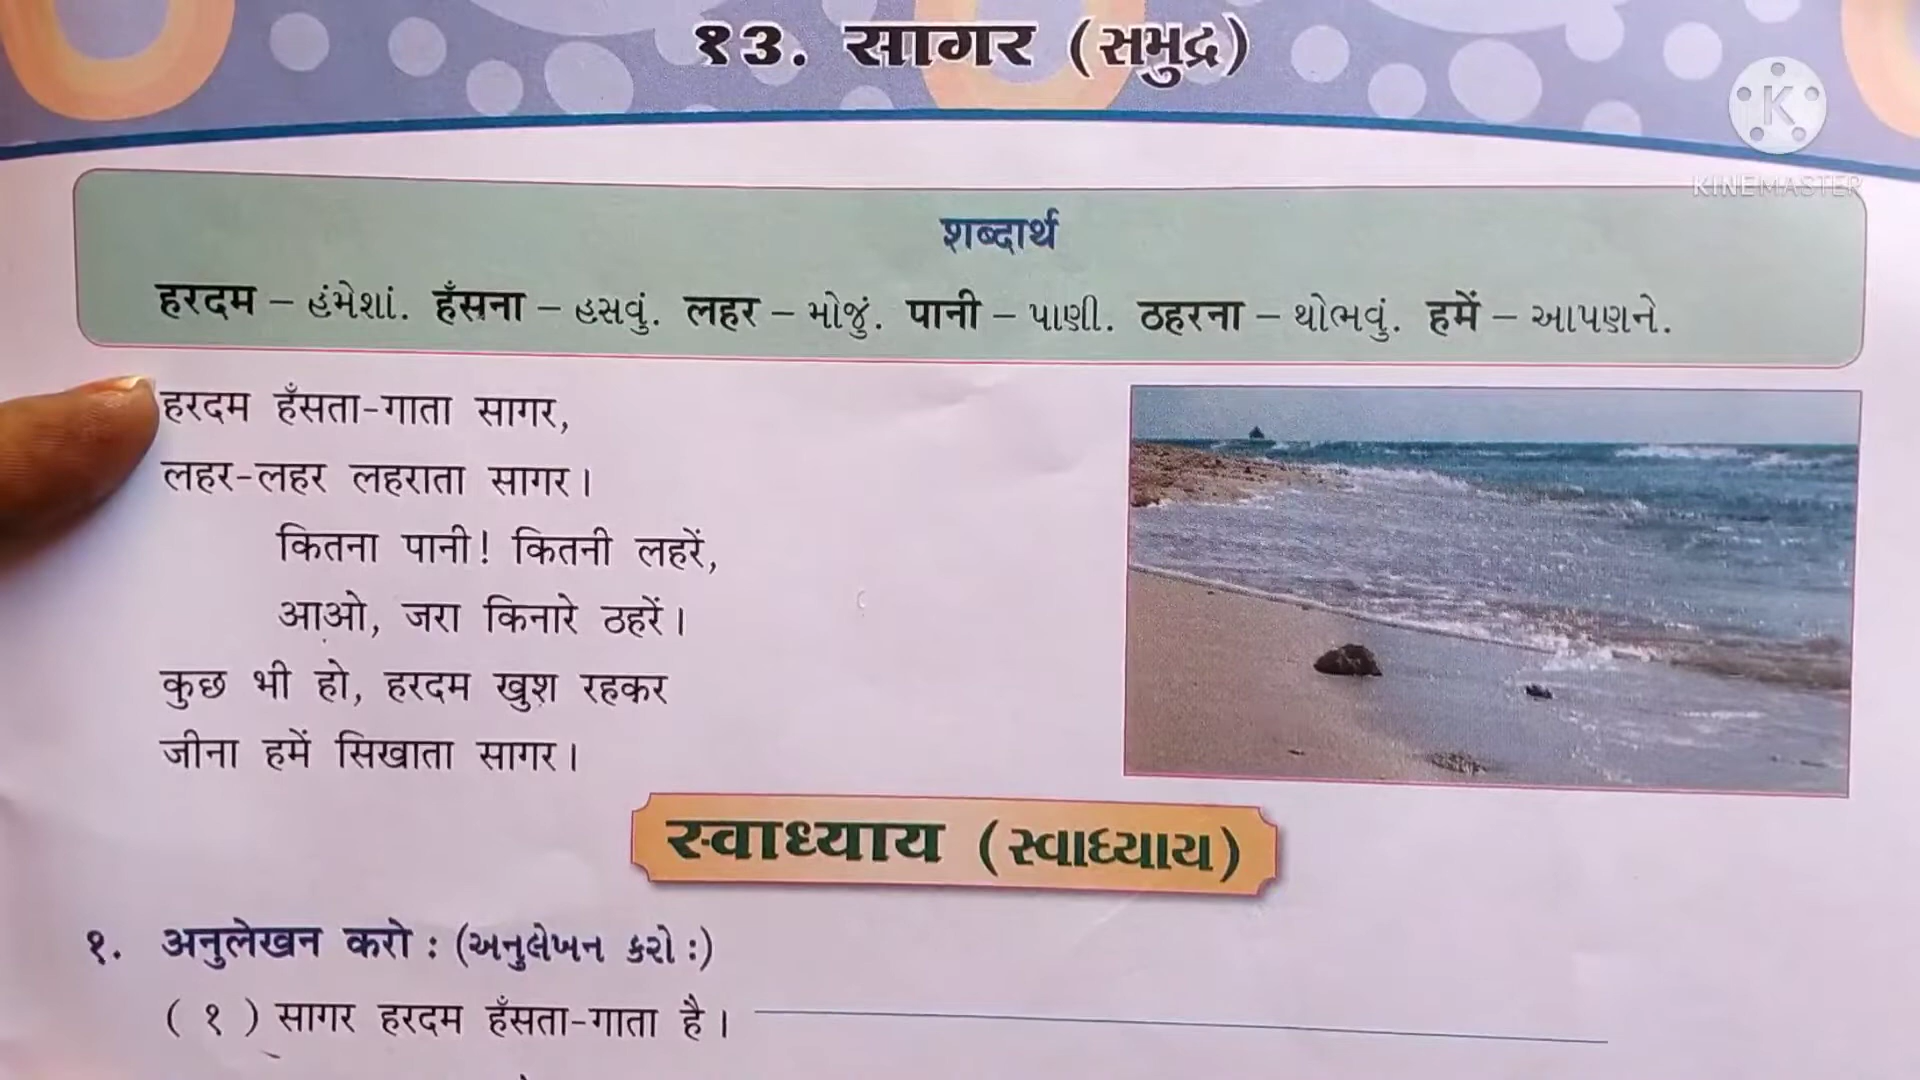 १३. सागर (સમુદ્ર)
KINEMASTER
शब्दार्थ
हरदम – હંમેશાં. हँसना – હસવું. लहर – મોજું. पानी – પાણી. ठहरना – થોભવું. हमें – આપણને.
हरदम हँसता-गाता सागर,
लहर-लहर लहराता सागर।
कितना पानी! कितनी लहरें,
आओ, जरा किनारे ठहरें।
कुछ भी हो, हरदम खुश रहकर
जीना हमें सिखाता सागर।
स्वाध्याय (સ્વાધ્યાય)
१. अनुलेखन करो : (અનુલેખન કરો :)
( १ ) सागर हरदम हँसता-गाता है।